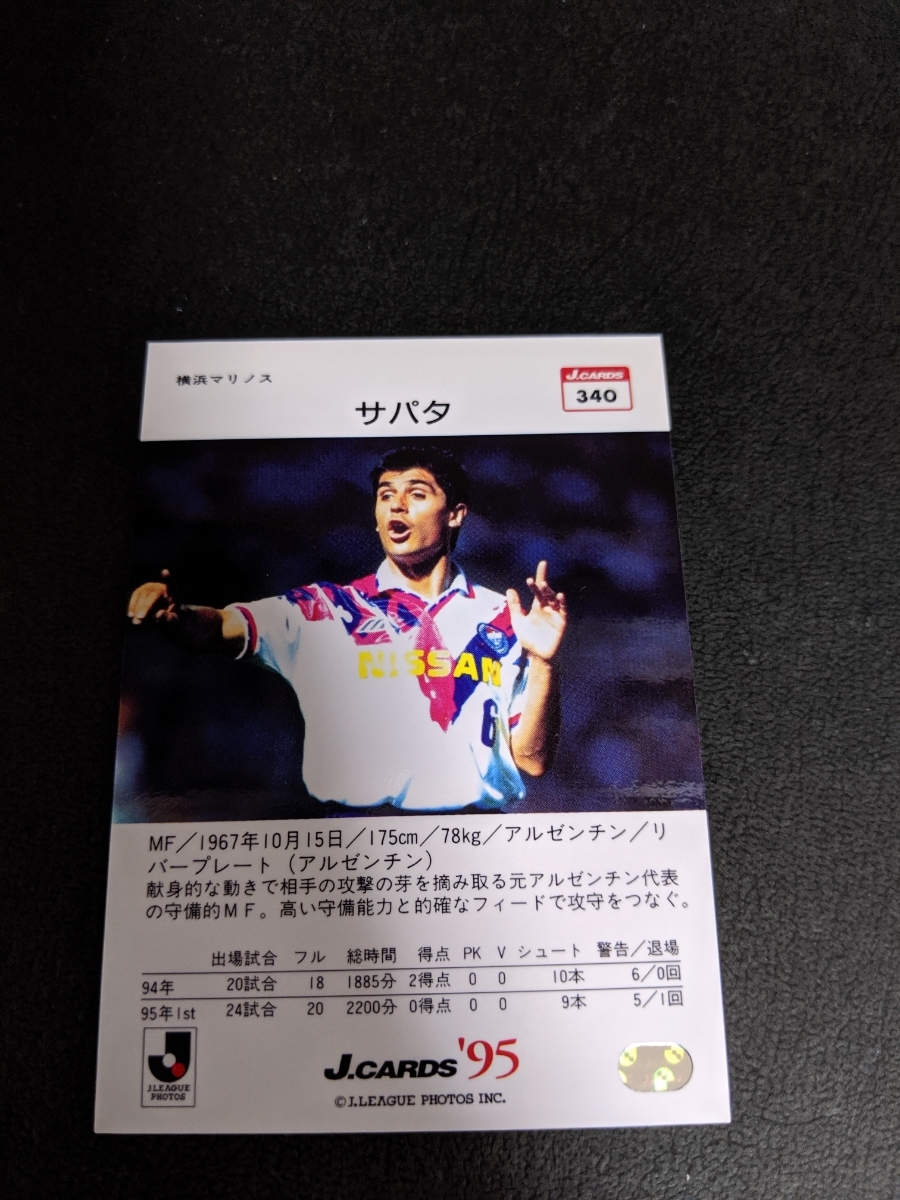 横浜マリノス
J.CARDS
340
サパタ
NISSAN
6
MF／1967年10月15日／175cm／78kg／アルゼンチン／リ
バープレート（アルゼンチン）
献身的な動きで相手の攻撃の芽を摘み取る元アルゼンチン代表
の守備的ＭＦ。高い守備能力と的確なフィードで攻守をつなぐ。
出場試合 フル 総時間 得点 PK V シュート 警告／退場
94年 20試合 18 1885分 2得点 0 0 10本 6／0回
95年1st 24試合 20 2200分 0得点 0 0 9本 5／1回
J.LEAGUE
PHOTOS
J.CARDS'95
©J.LEAGUE PHOTOS INC.